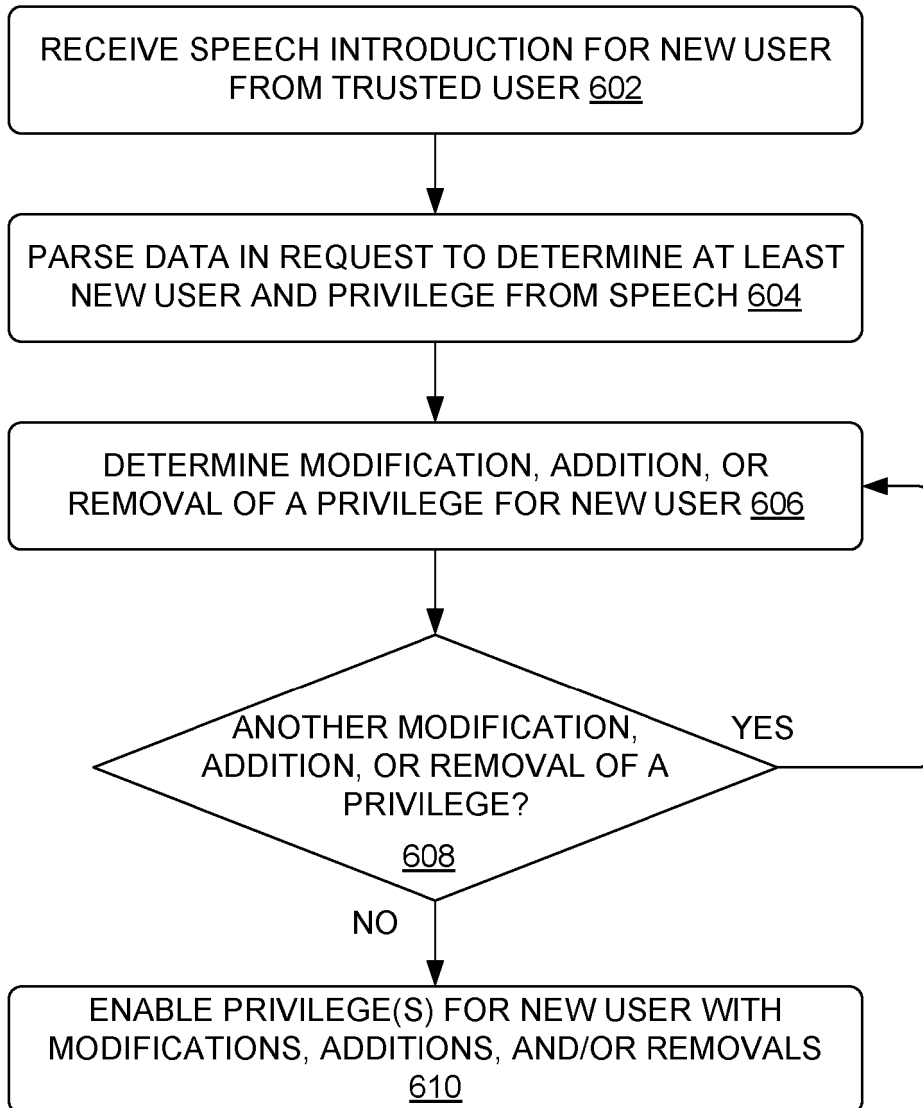 RECEIVE SPEECH INTRODUCTION FOR NEW USER
FROM TRUSTED USER 602
PARSE DATA IN REQUEST TO DETERMINE AT LEAST
NEW USER AND PRIVILEGE FROM SPEECH 604
DETERMINE MODIFICATION, ADDITION, OR
REMOVAL OF A PRIVILEGE FOR NEW USER 606
ANOTHER MODIFICATION,
ADDITION, OR REMOVAL OF A
PRIVILEGE?
608
YES
NO
ENABLE PRIVILEGE(S) FOR NEW USER WITH
MODIFICATIONS, ADDITIONS, AND/OR REMOVALS
610